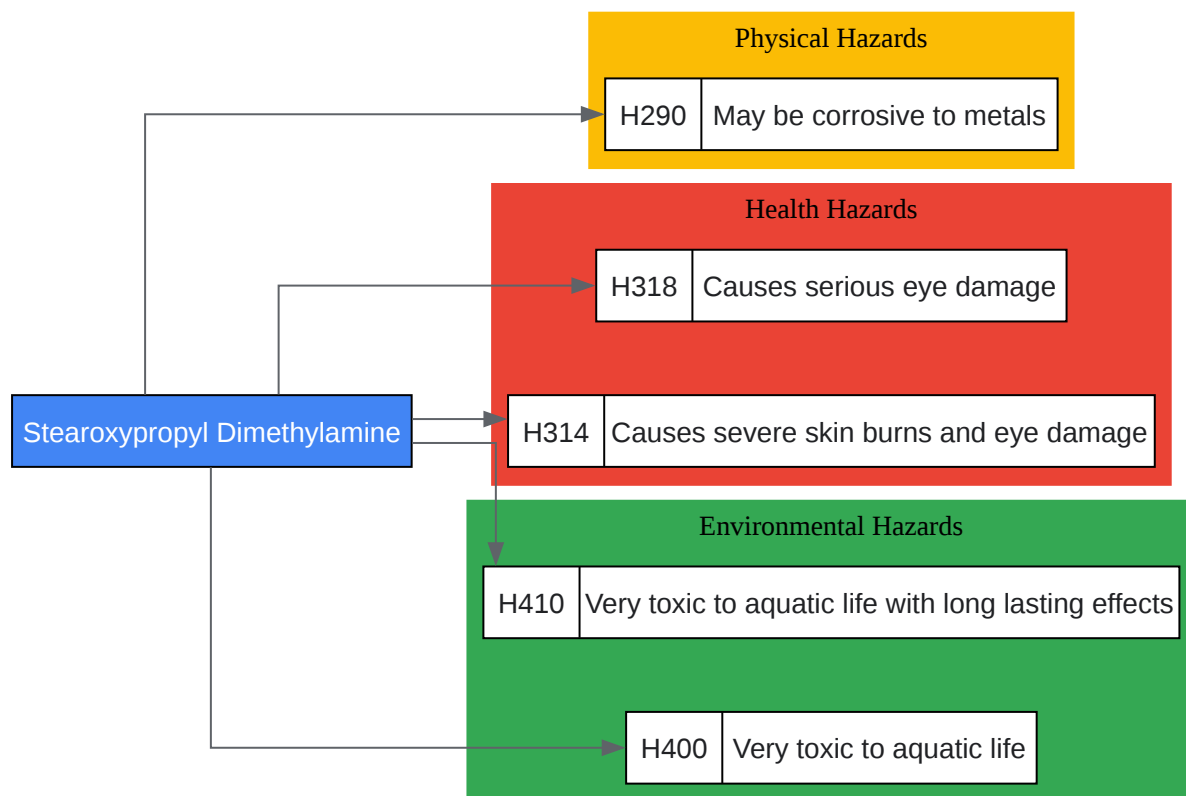 Physical Hazards
H290 May be corrosive to metals
Health Hazards
H318 Causes serious eye damage
Stearoxypropyl Dimethylamine
H314 Causes severe skin burns and eye damage
Environmental Hazards
H410 Very toxic to aquatic life with long lasting effects
H400 Very toxic to aquatic life